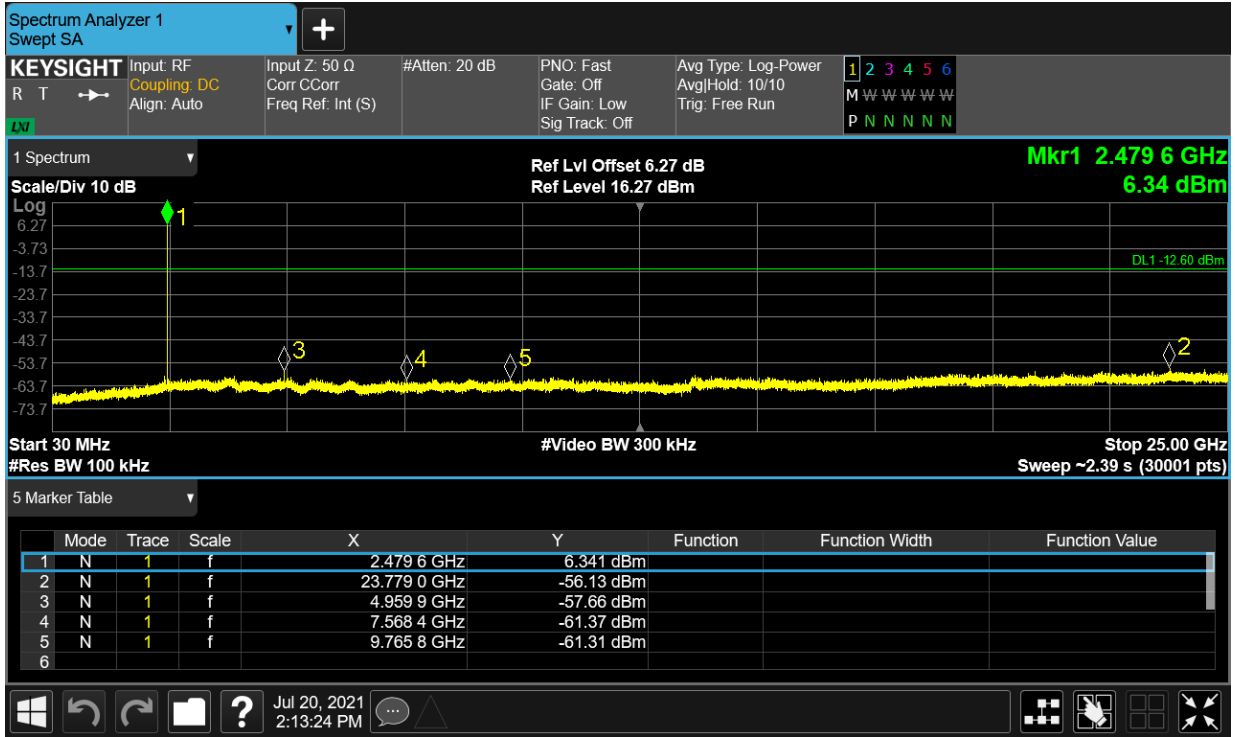 Spectrum Analyzer 1
Swept SA
KEYSIGHT
R T
LXI
Input: RF
Coupling: DC
Align: Auto
Input Z: 50 Ω
Corr CCorr
Freq Ref: Int (S)
#Atten: 20 dB
PNO: Fast
Gate: Off
IF Gain: Low
Sig Track: Off
Avg Type: Log-Power
Avg|Hold: 10/10
Trig: Free Run
1 2 3 4 5 6
M W W W W W
P N N N N N
1 Spectrum
Scale/Div 10 dB
Ref Lvl Offset 6.27 dB
Ref Level 16.27 dBm
Mkr1 2.479 6 GHz
6.34 dBm
Log
6.27
-3.73
-13.7
-23.7
-33.7
-43.7
-53.7
-63.7
-73.7
1
DL1 -12.60 dBm
3
4
5
2
Start 30 MHz
#Res BW 100 kHz
#Video BW 300 kHz
Stop 25.00 GHz
Sweep ~2.39 s (30001 pts)
5 Marker Table
Mode Trace Scale X Y Function Function Width Function Value
1 N 1 f 2.479 6 GHz 6.341 dBm
2 N 1 f 23.779 0 GHz -56.13 dBm
3 N 1 f 4.959 9 GHz -57.66 dBm
4 N 1 f 7.568 4 GHz -61.37 dBm
5 N 1 f 9.765 8 GHz -61.31 dBm
6
?
Jul 20, 2021
2:13:24 PM